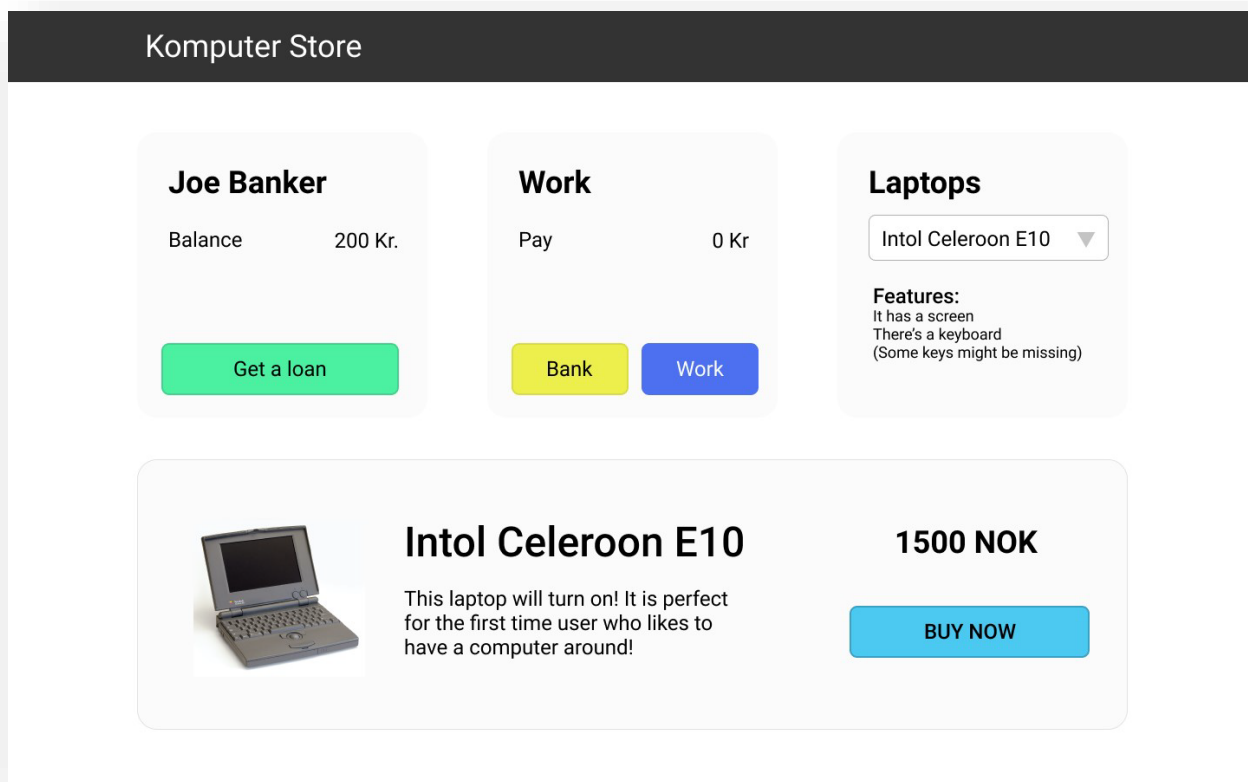 Komputer Store
Joe Banker
Balance 200 Kr.
Get a loan
Work
Pay 0 Kr
Bank Work
Laptops
Intol Celeroon E10
Features:
It has a screen
There's a keyboard
(Some keys might be missing)
Intol Celeroon E10
This laptop will turn on! It is perfect
for the first time user who likes to
have a computer around!
1500 NOK
BUY NOW